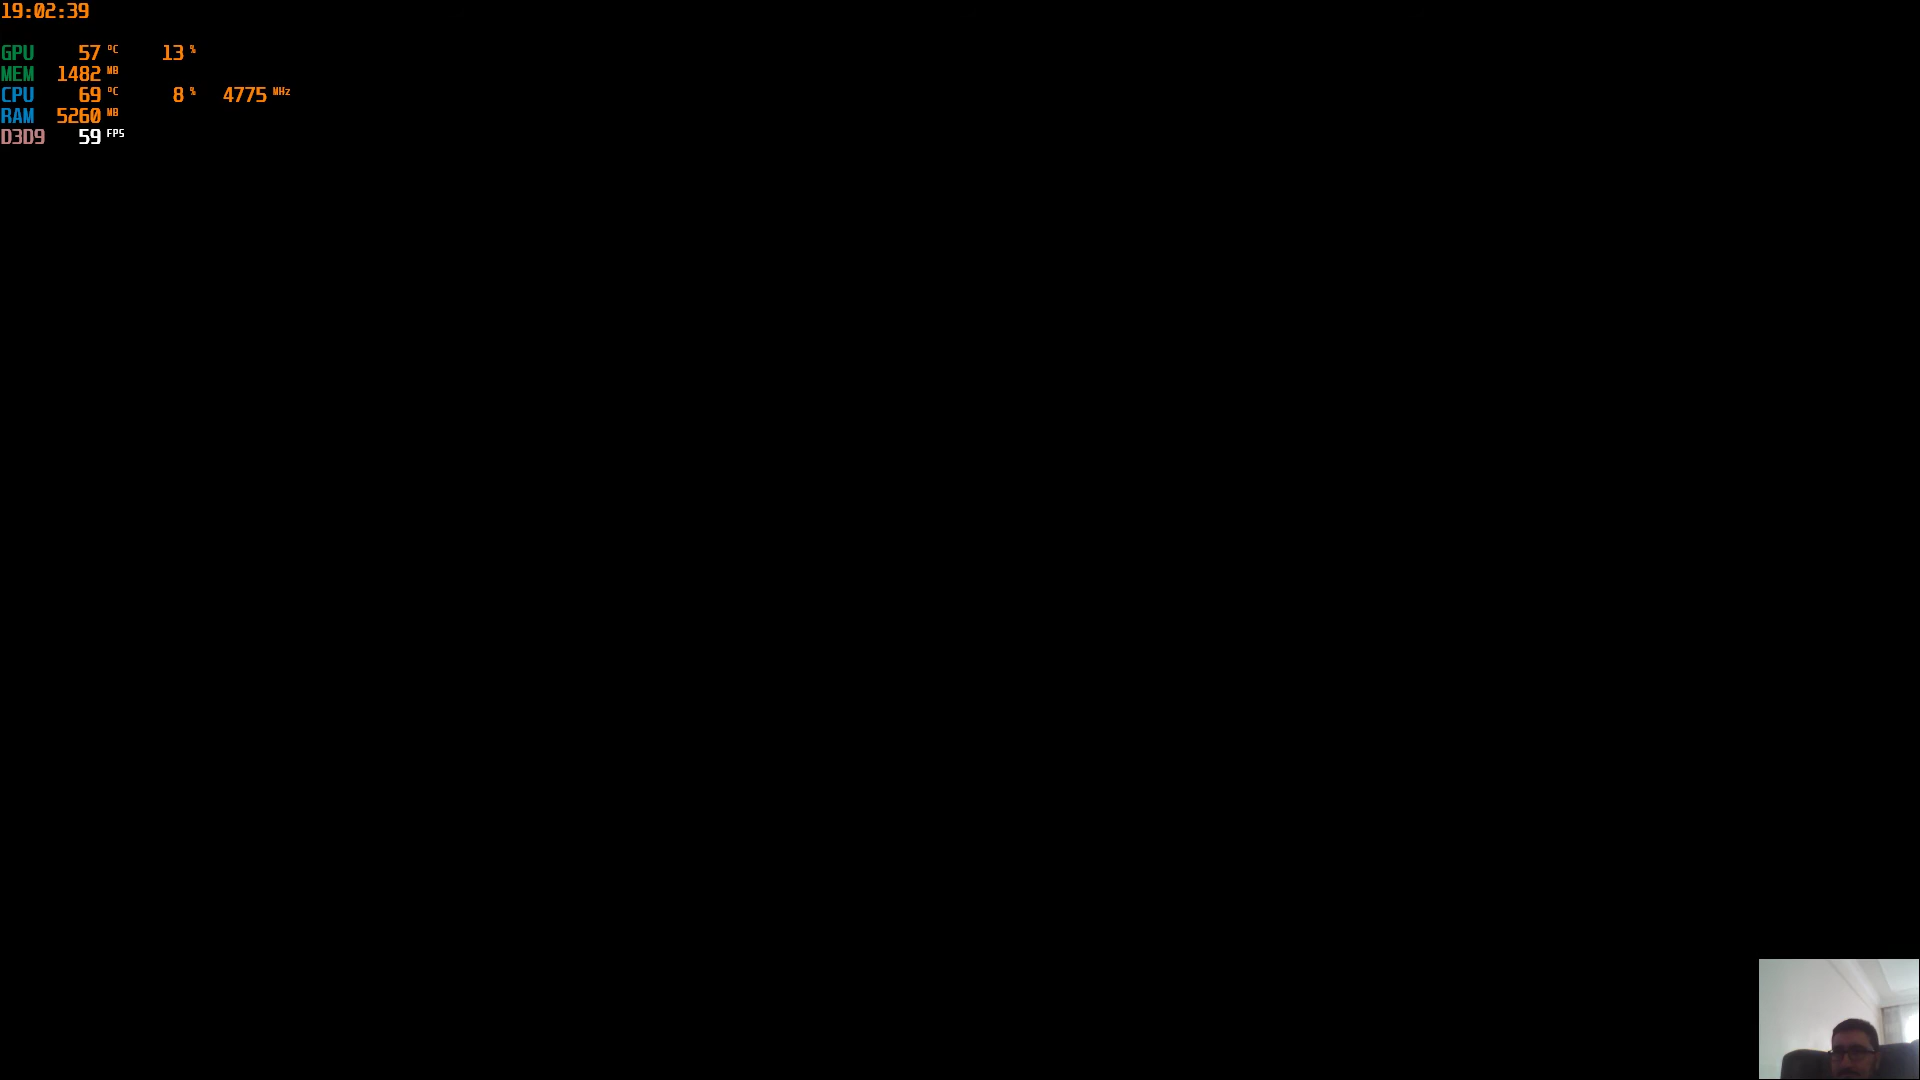 19:02:39
GPU 57 °C 13 %
MEM 1482 MB
CPU 69 °C 8 % 4775 MHz
RAM 5260 MB
D3D9 59 FPS